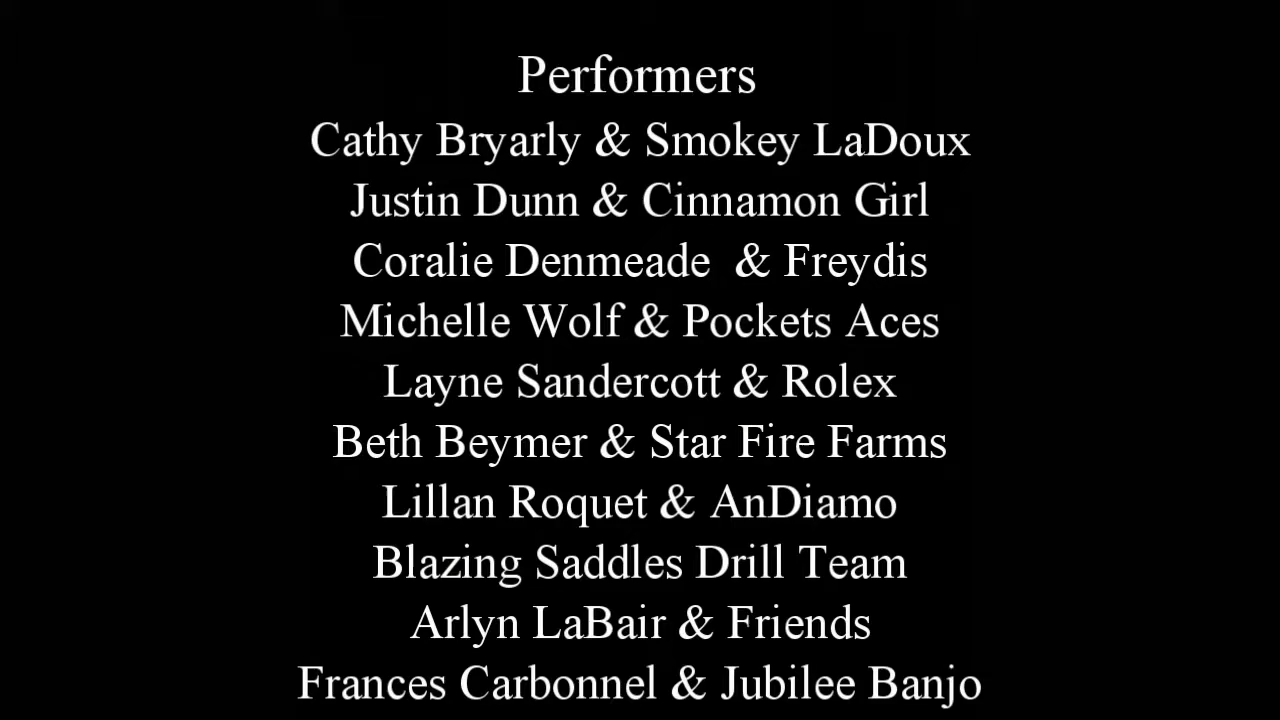 Performers
Cathy Bryarly & Smokey LaDoux
Justin Dunn & Cinnamon Girl
Coralie Denmeade  & Freydis
Michelle Wolf & Pockets Aces
Layne Sandercott & Rolex
Beth Beymer & Star Fire Farms
Lillan Roquet & AnDiamo
Blazing Saddles Drill Team
Arlyn LaBair & Friends
Frances Carbonnel & Jubilee Banjo